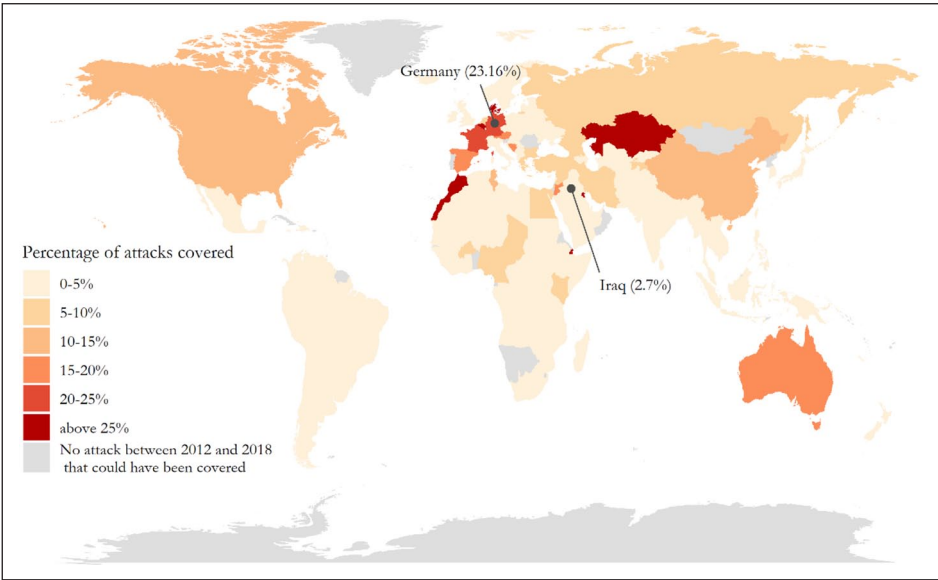 Germany (23.16%)
Iraq (2.7%)
Percentage of attacks covered
0-5%
5-10%
10-15%
15-20%
20-25%
above 25%
No attack between 2012 and 2018
that could have been covered